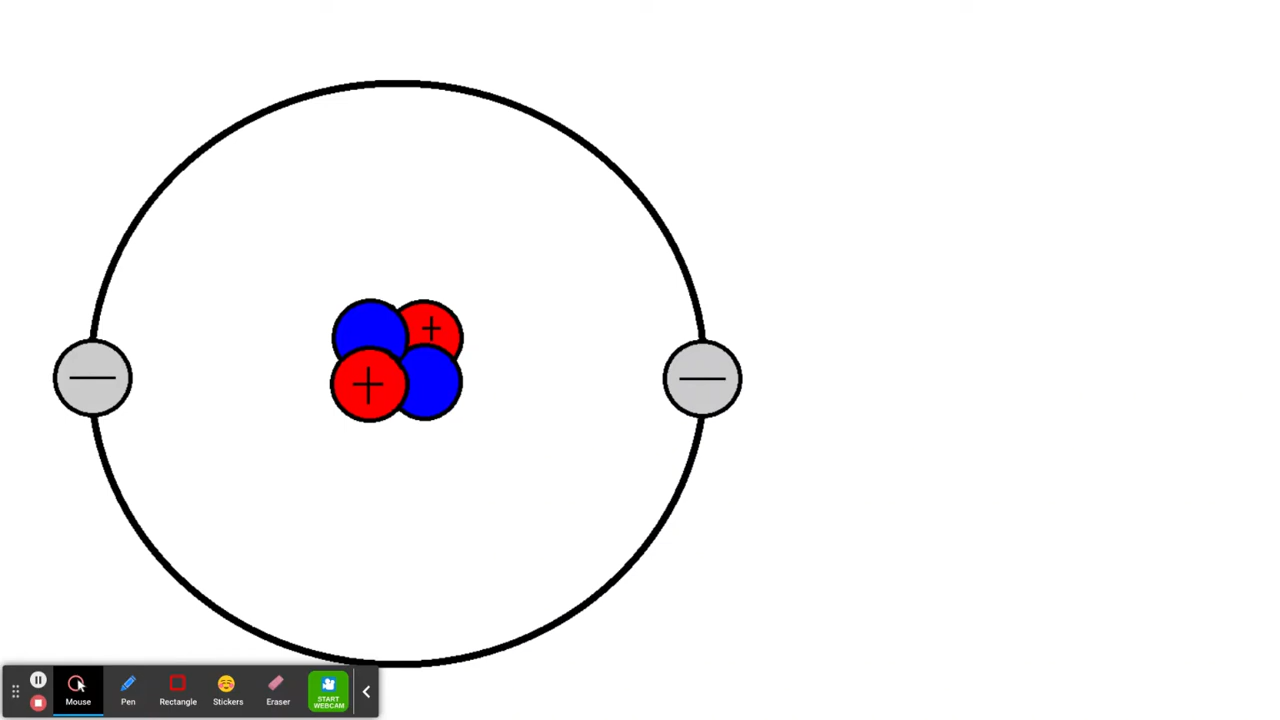 +
+
— —
Mouse Pen Rectangle Stickers Eraser START
WEBCAM